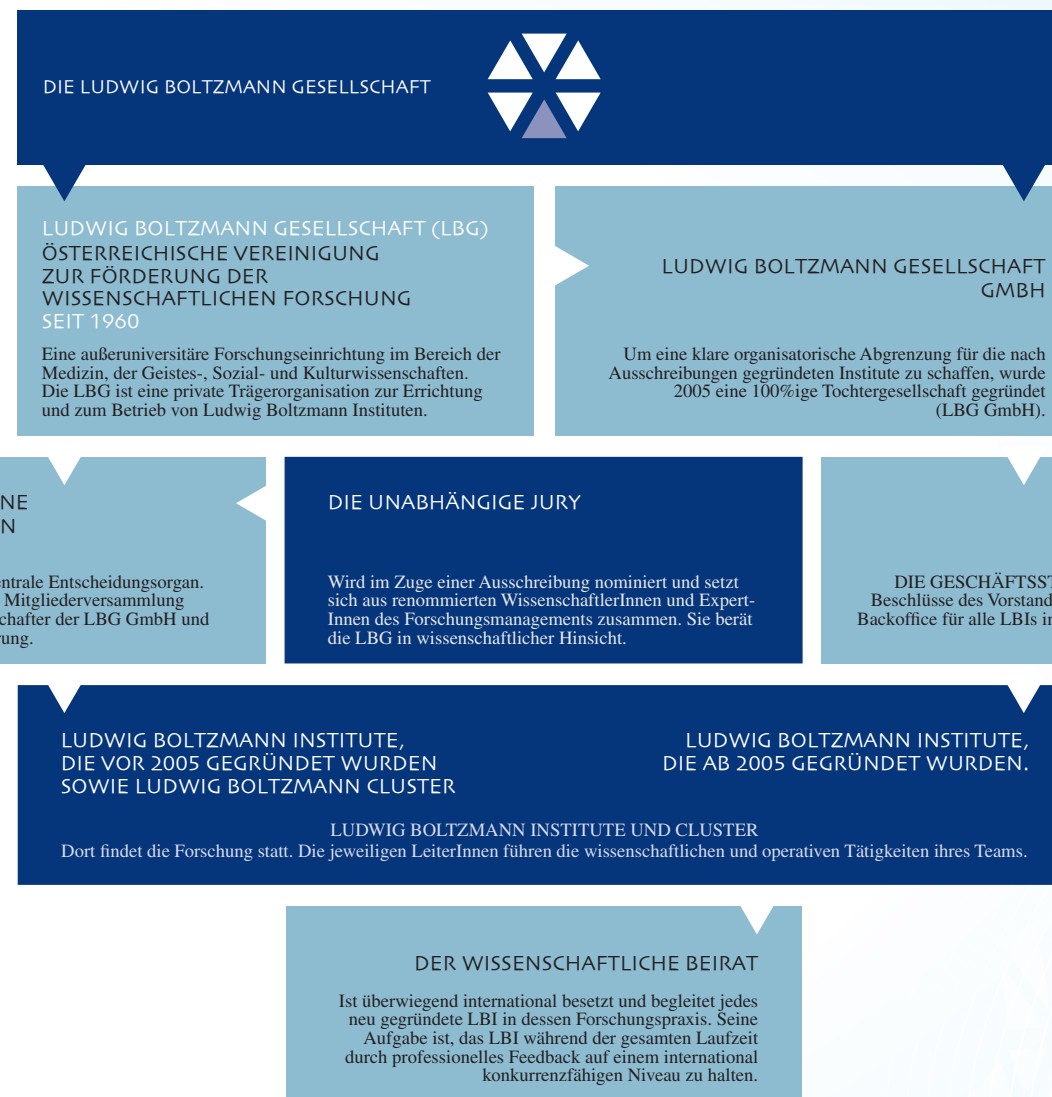 DIE LUDWIG BOLTZMANN GESELLSCHAFT
LUDWIG BOLTZMANN GESELLSCHAFT (LBG)
ÖSTERREICHISCHE VEREINIGUNG
ZUR FÖRDERUNG DER
WISSENSCHAFTLICHEN FORSCHUNG
SEIT 1960
Eine außeruniversitäre Forschungseinrichtung im Bereich der
Medizin, der Geistes-, Sozial- und Kulturwissenschaften.
Die LBG ist eine private Trägerorganisation zur Errichtung
und zum Betrieb von Ludwig Boltzmann Instituten.
LUDWIG BOLTZMANN GESELLSCHAFT
GMBH
Um eine klare organisatorische Abgrenzung für die nach
Ausschreibungen gegründeten Institute zu schaffen, wurde
2005 eine 100%ige Tochtergesellschaft gegründet
(LBG GmbH).
NE
N
entrale Entscheidungsorgan.
Mitgliederversammlung
chafter der LBG GmbH und
rung.
DIE UNABHÄNGIGE JURY
Wird im Zuge einer Ausschreibung nominiert und setzt
sich aus renommierten WissenschaftlerInnen und Expert-
Innen des Forschungsmanagements zusammen. Sie berät
die LBG in wissenschaftlicher Hinsicht.
DIE GESCHÄFTSST
Beschlüsse des Vorstand
Backoffice für alle LBIs in
LUDWIG BOLTZMANN INSTITUTE,
DIE VOR 2005 GEGRÜNDET WURDEN
SOWIE LUDWIG BOLTZMANN CLUSTER
LUDWIG BOLTZMANN INSTITUTE,
DIE AB 2005 GEGRÜNDET WURDEN.
LUDWIG BOLTZMANN INSTITUTE UND CLUSTER
Dort findet die Forschung statt. Die jeweiligen LeiterInnen führen die wissenschaftlichen und operativen Tätigkeiten ihres Teams.
DER WISSENSCHAFTLICHE BEIRAT
Ist überwiegend international besetzt und begleitet jedes
neu gegründete LBI in dessen Forschungspraxis. Seine
Aufgabe ist, das LBI während der gesamten Laufzeit
durch professionelles Feedback auf einem international
konkurrenzfähigen Niveau zu halten.